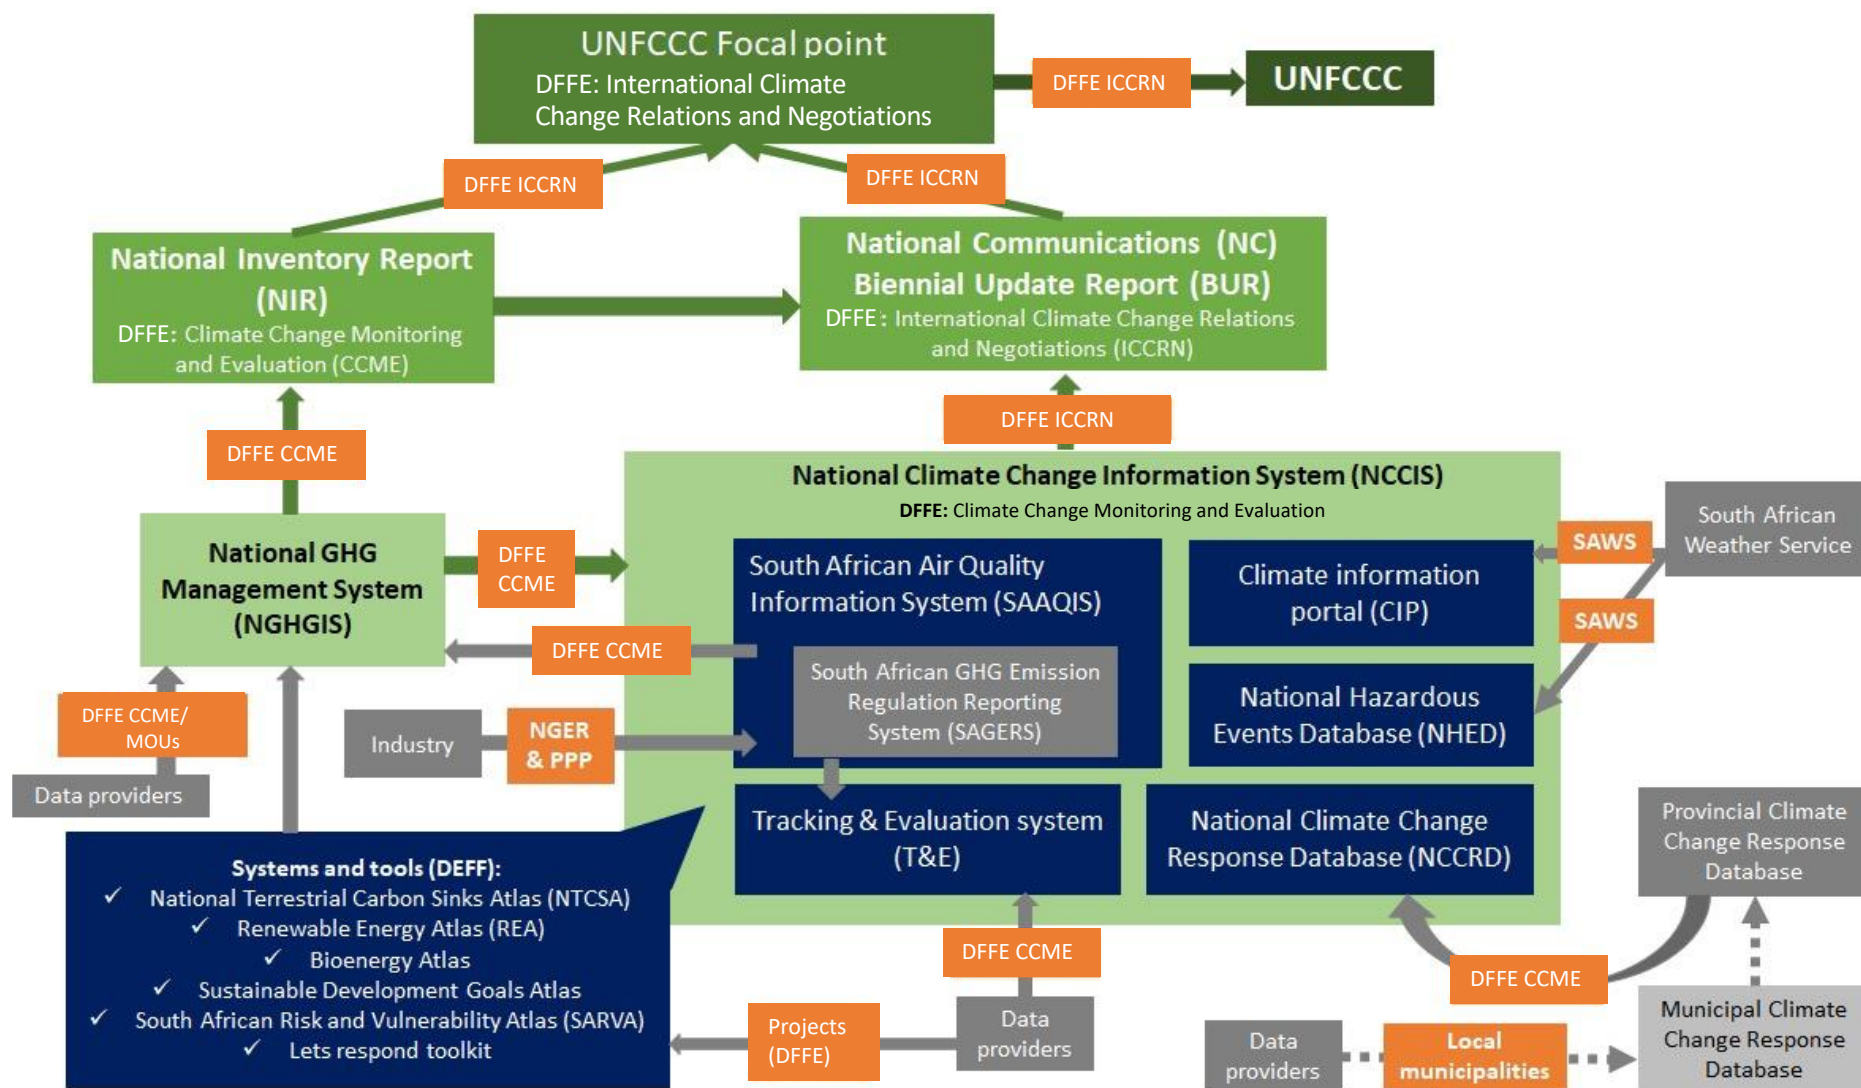 UNFCCC Focal point
DFFE: International Climate
Change Relations and Negotiations
DFFE ICCRN
UNFCCC
DFFE ICCRN
DFFE ICCRN
National Inventory Report
(NIR)
DFFE: Climate Change Monitoring
and Evaluation (CCME)
National Communications (NC)
Biennial Update Report (BUR)
DFFE: International Climate Change Relations
and Negotiations (ICCRN)
DFFE CCME
DFFE ICCRN
National GHG
Management System
(NGHGIS)
DFFE
CCME
DFFE CCME
National Climate Change Information System (NCCIS)
DFFE: Climate Change Monitoring and Evaluation
South African Air Quality
Information System (SAAQIS)
South African GHG Emission
Regulation Reporting
System (SAGERS)
Climate information
portal (CIP)
National Hazardous
Events Database (NHED)
Tracking & Evaluation system
(T&E)
National Climate Change
Response Database (NCCRD)
SAWS
SAWS
South African
Weather Service
DFFE CCME/
MOUs
Data providers
Industry
NGER
& PPP
Systems and tools (DEFF):
✓ National Terrestrial Carbon Sinks Atlas (NTCSA)
✓ Renewable Energy Atlas (REA)
✓ Bioenergy Atlas
✓ Sustainable Development Goals Atlas
✓ South African Risk and Vulnerability Atlas (SARVA)
✓ Lets respond toolkit
Projects
(DFFE)
DFFE CCME
Data
providers
Provincial Climate
Change Response
Database
DFFE CCME
Data
providers
Local
municipalities
Municipal Climate
Change Response
Database